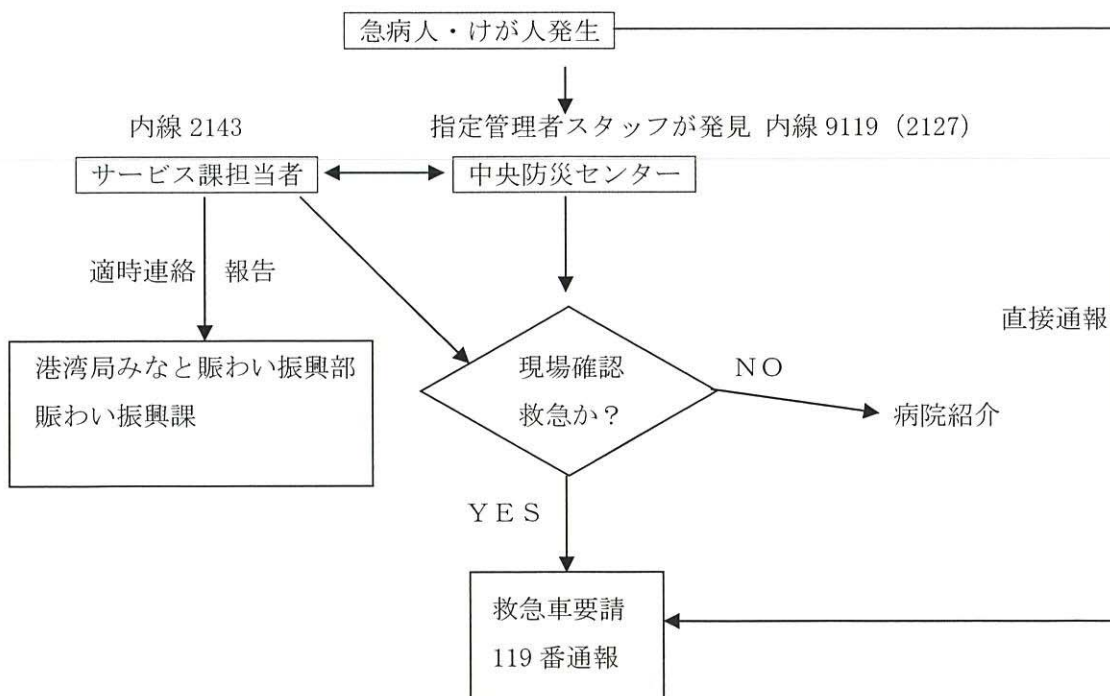 急病人・けが人発生
内線 2143
指定管理者スタッフが発見 内線 9119（2127）
サービス課担当者
中央防災センター
適時連絡
報告
直接通報
港湾局みなと賑わい振興部
賑わい振興課
現場確認
救急か？
ＮＯ
病院紹介
ＹＥＳ
救急車要請
119 番通報